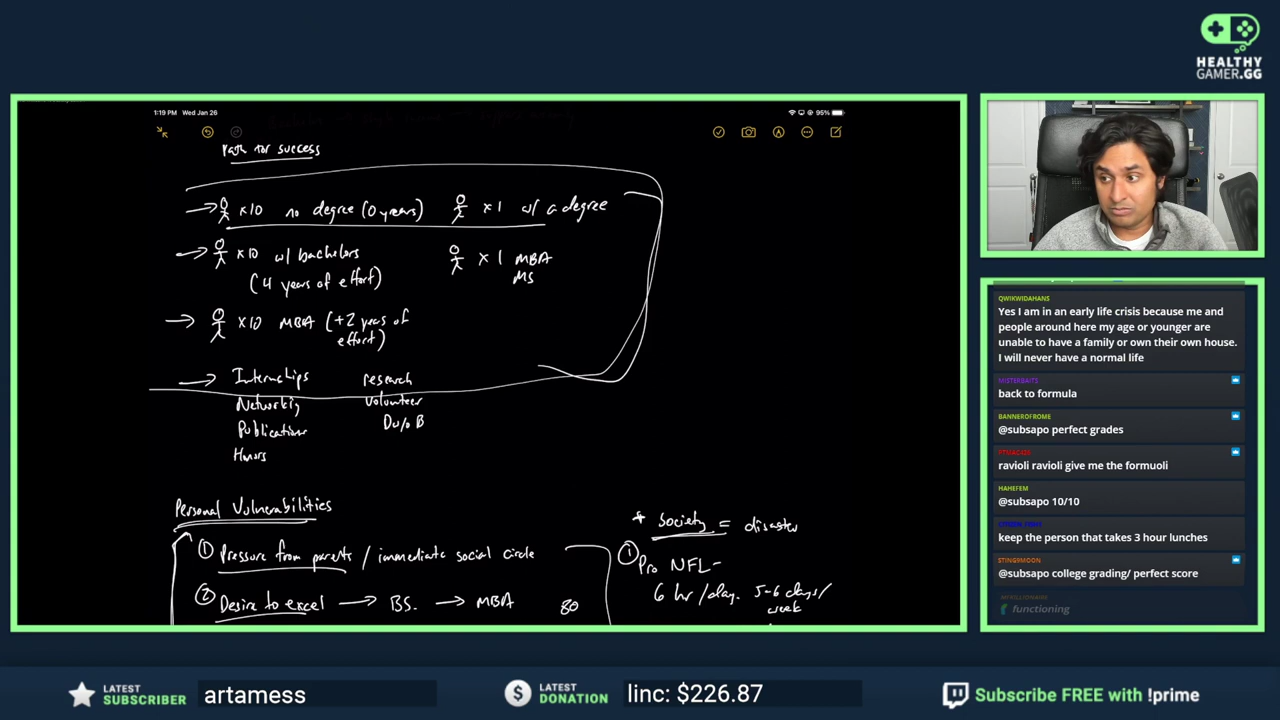 HEALTHY
GAMER.GG
1:19 PM Wed Jan 26
95%
Path for success
x10 no degree (0 years)
x1 w/ a degree
x10 w/ bachelors
(4 years of effort)
x1 MBA
MS
x10 MBA (+2 years of
effort)
Internships
research
Networking
volunteer
Publications
Honors
Personal Vulnerabilities
① Pressure from parents / immediate social circle
② Desire to excel → BS. → MBA
80
* Society = disaster
① Pro NFL -
6 hr/day. 5-6 days/
week
QWIKWIDAHANS
Yes I am in an early life crisis because me and
people around here my age or younger are
unable to have a family or own their own house.
I will never have a normal life
MISTERBAITS
back to formula
BANNEROFROME
@subsapo perfect grades
ravioli ravioli give me the formuoli
HAHEFEM
@subsapo 10/10
keep the person that takes 3 hour lunches
STING9MOON
@subsapo college grading/ perfect score
functioning
LATEST
SUBSCRIBER
artamess
LATEST
DONATION
linc: $226.87
Subscribe FREE with !prime